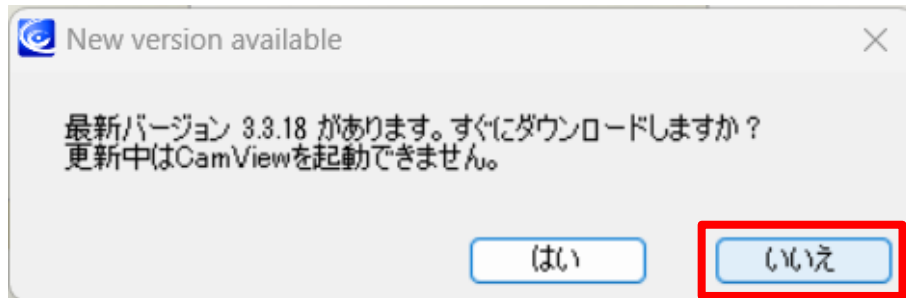 New version available
最新バージョン 3.3.18 があります。すぐにダウンロードしますか？
更新中はCamViewを起動できません。
はい
いいえ